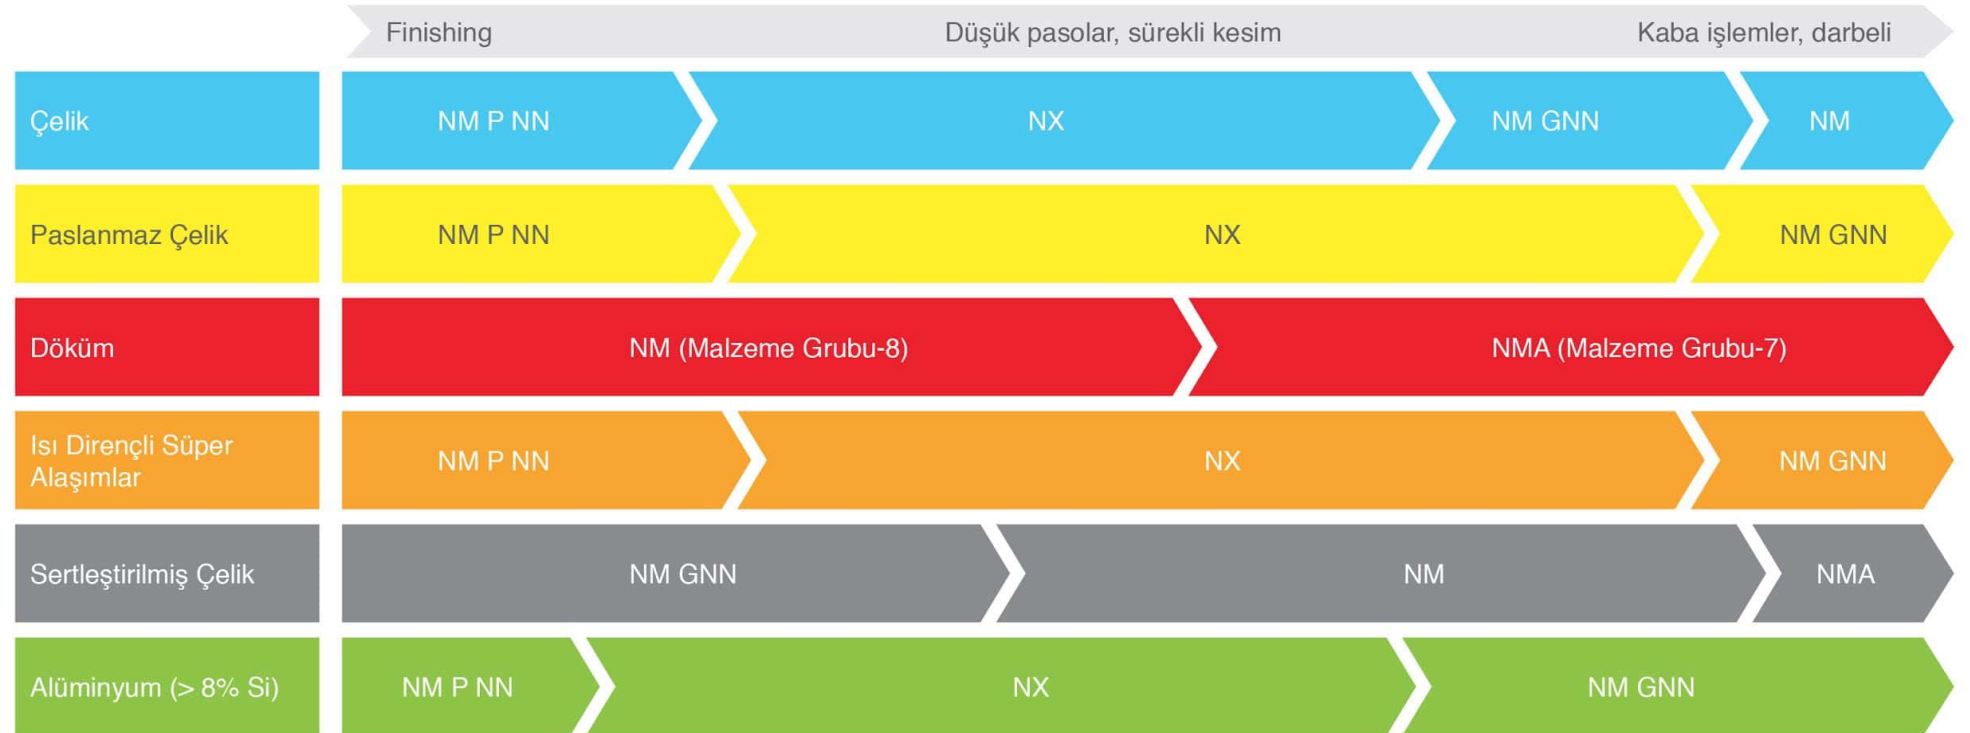 Finishing Düşük pasolar, sürekli kesim Kaba işlemler, darbeli
Çelik NM P NN NX NM GNN NM
Paslanmaz Çelik NM P NN NX NM GNN
Döküm NM (Malzeme Grubu-8) NMA (Malzeme Grubu-7)
Isı Dirençli Süper
Alaşımlar NM P NN NX NM GNN
Sertleştirilmiş Çelik NM GNN NM NMA
Alüminyum (> 8% Si) NM P NN NX NM GNN